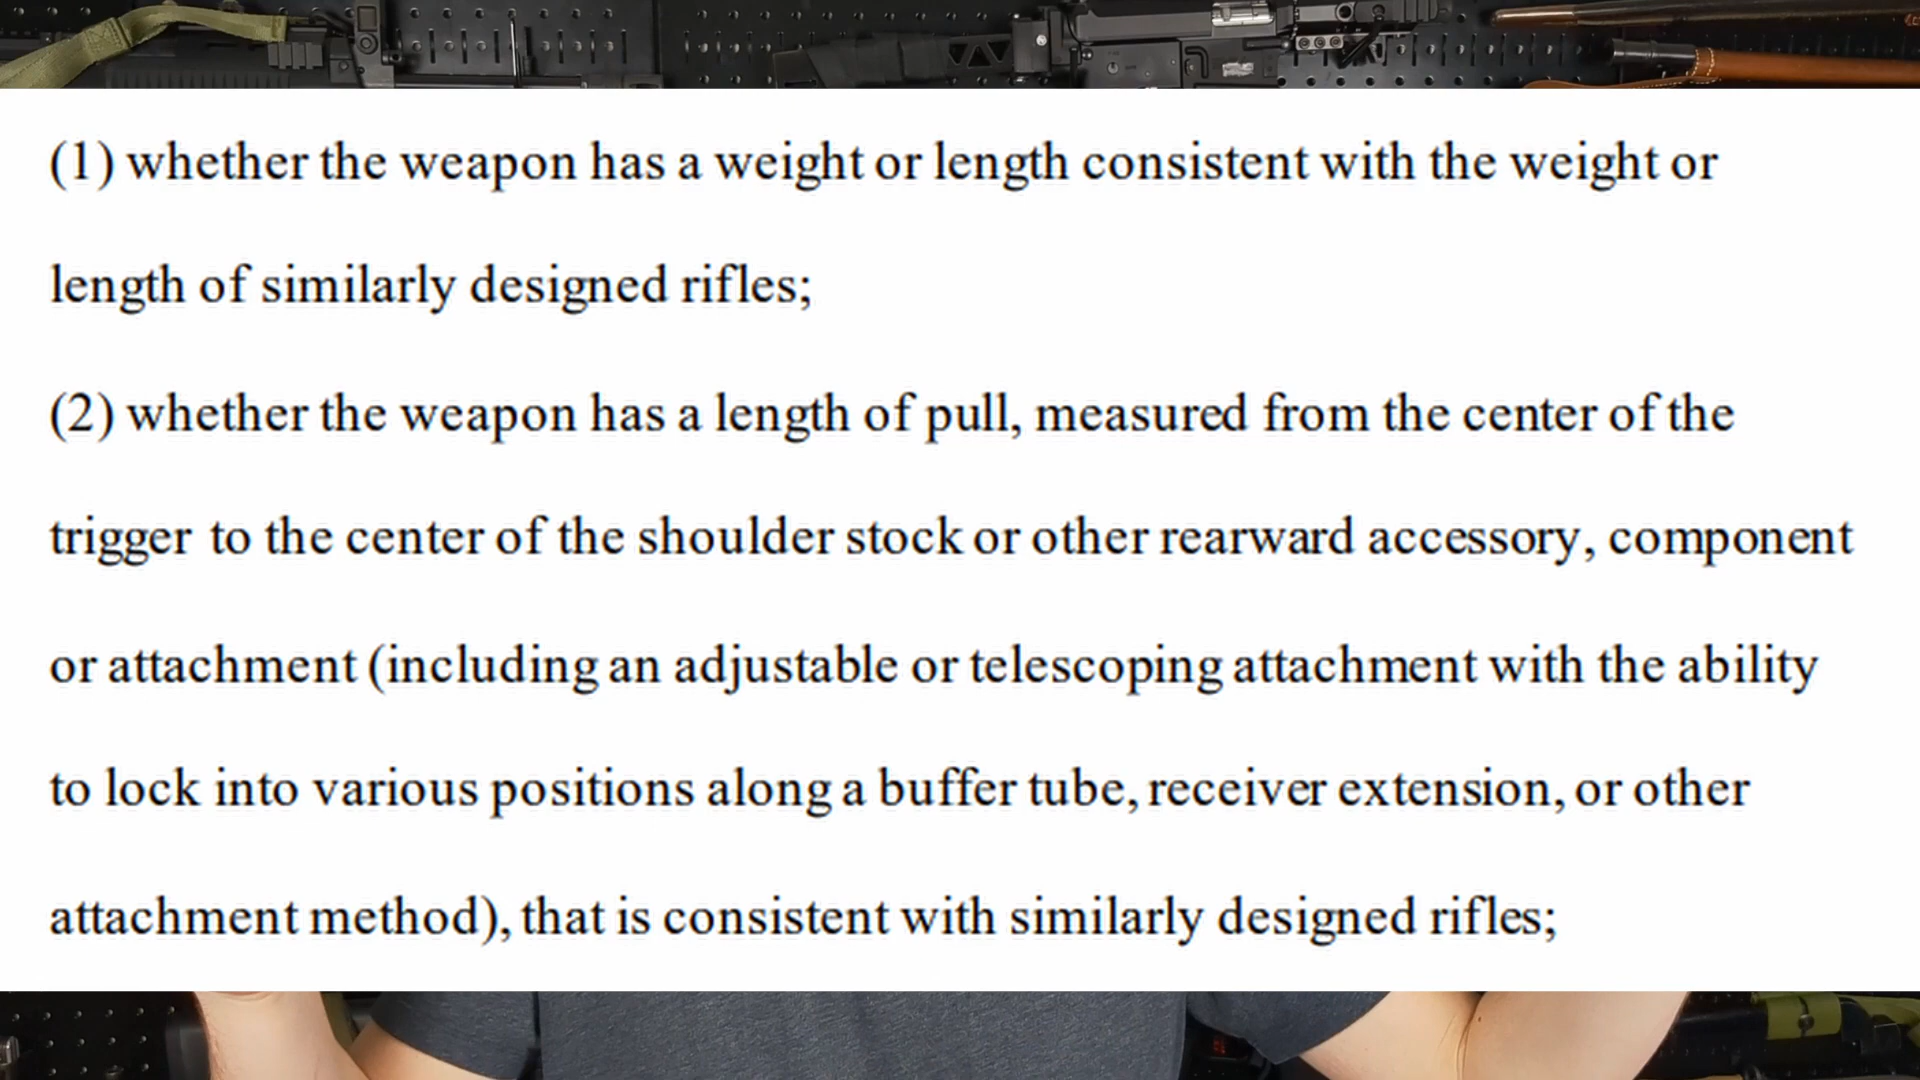 (1) whether the weapon has a weight or length consistent with the weight or
length of similarly designed rifles;
(2) whether the weapon has a length of pull, measured from the center of the
trigger to the center of the shoulder stock or other rearward accessory, component
or attachment (including an adjustable or telescoping attachment with the ability
to lock into various positions along a buffer tube, receiver extension, or other
attachment method), that is consistent with similarly designed rifles;